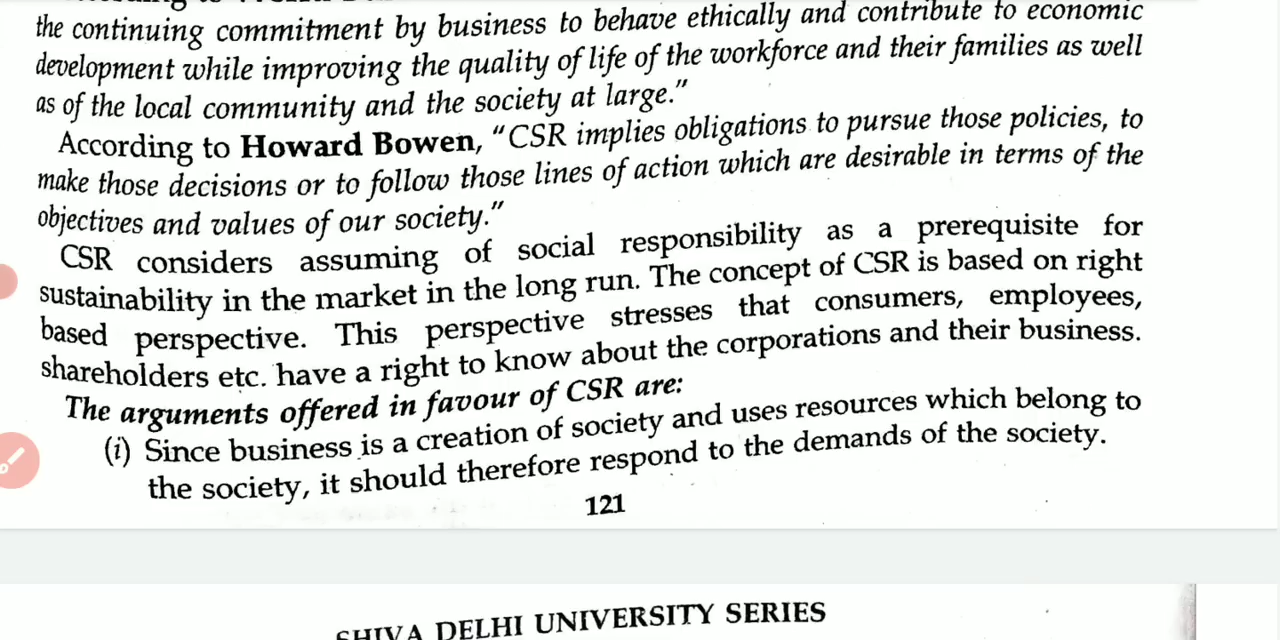 the continuing commitment by business to behave ethically and contribute to economic
development while improving the quality of life of the workforce and their families as well
as of the local community and the society at large.”
According to Howard Bowen, “CSR implies obligations to pursue those policies, to
make those decisions or to follow those lines of action which are desirable in terms of the
objectives and values of our society.”
CSR considers assuming of social responsibility as a prerequisite for
sustainability in the market in the long run. The concept of CSR is based on right
based perspective. This perspective stresses that consumers, employees,
shareholders etc. have a right to know about the corporations and their business.
The arguments offered in favour of CSR are:
(i) Since business is a creation of society and uses resources which belong to
the society, it should therefore respond to the demands of the society.
121
SHIVA DELHI UNIVERSITY SERIES